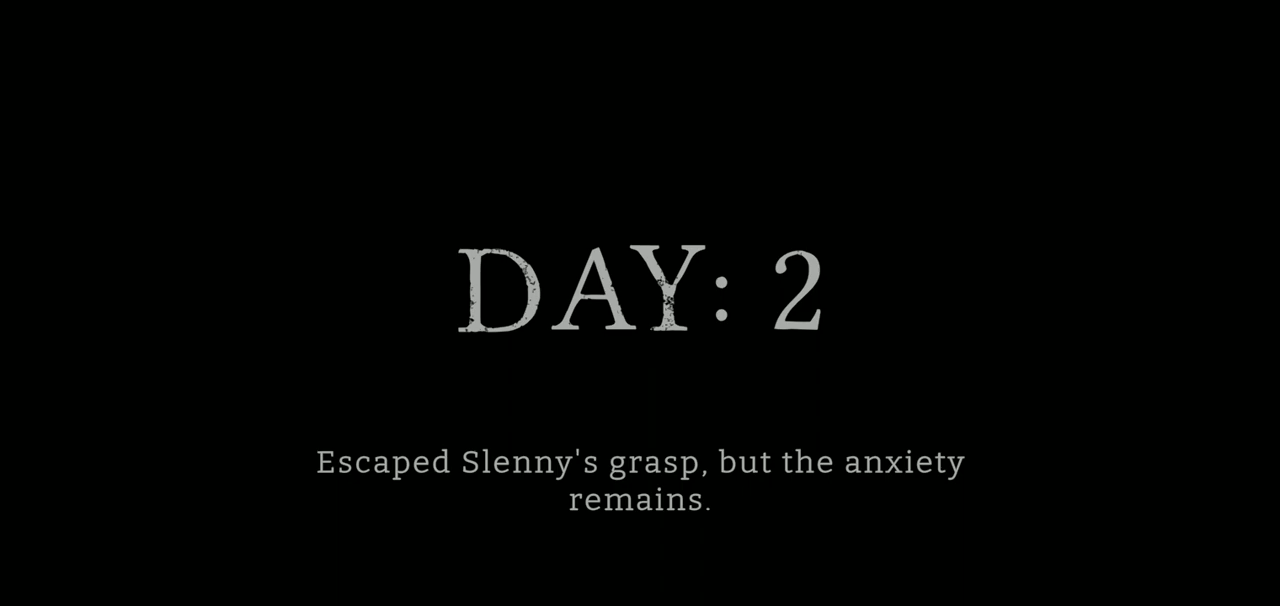 DAY: 2
Escaped Slenny's grasp, but the anxiety
remains.